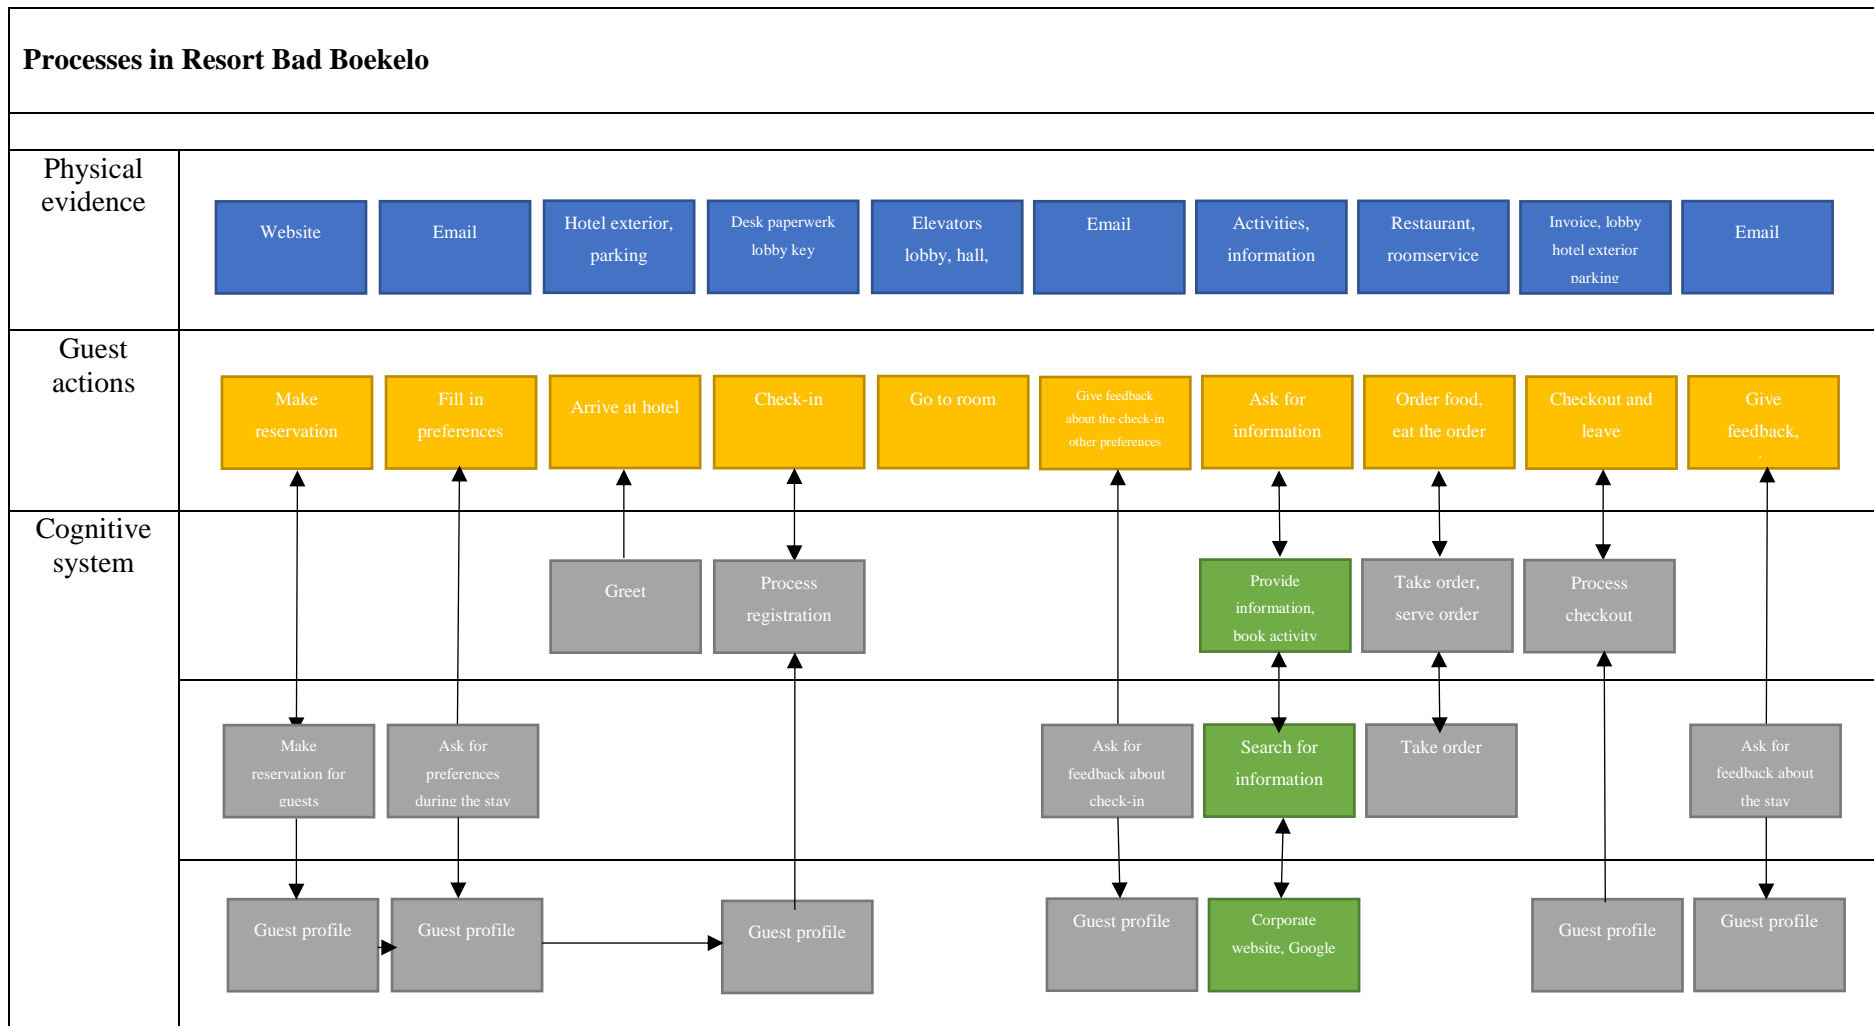 Processes in Resort Bad Boekelo
Physical
evidence
Website
Email
Hotel exterior,
parking
Desk paperwerk
lobby key
Elevators
lobby, hall,
Email
Activities,
information
Restaurant,
roomservice
Invoice, lobby
hotel exterior
parking
Email
Guest
actions
Make
reservation
Fill in
preferences
Arrive at hotel
Check-in
Go to room
Give feedback
about the check-in
other preferences
Ask for
information
Order food,
eat the order
Checkout and
leave
Give
feedback,
Cognitive
system
Greet
Process
registration
Provide
information,
book activity
Take order,
serve order
Process
checkout
Make
reservation for
guests
Ask for
preferences
during the stay
Ask for
feedback about
check-in
Search for
information
Take order
Ask for
feedback about
the stay
Guest profile
Guest profile
Guest profile
Guest profile
Corporate
website, Google
Guest profile
Guest profile